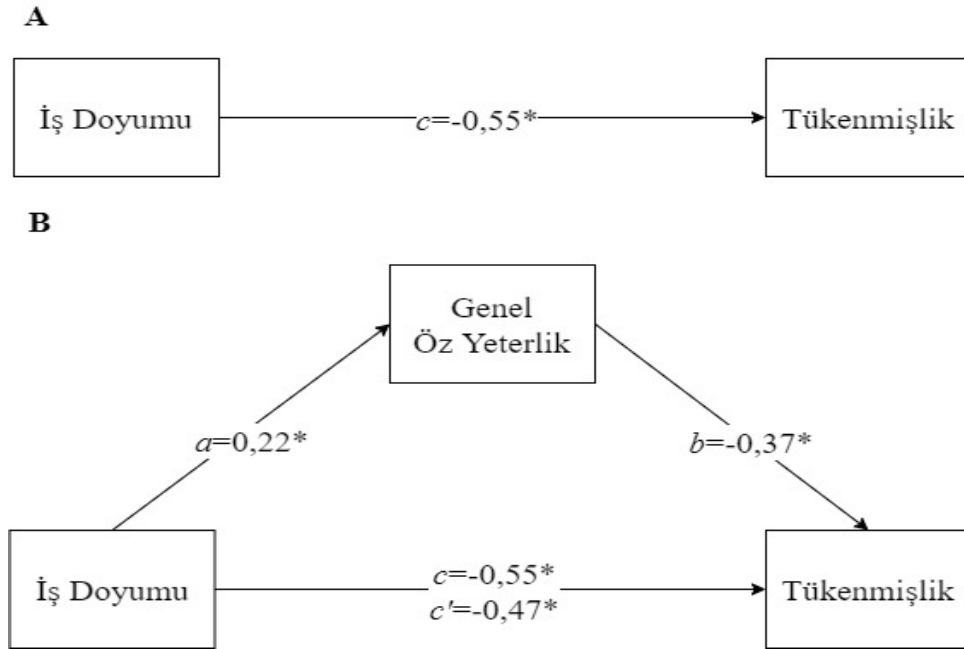 A
İş Doyumu
c=-0,55*
Tükenmişlik
B
Genel
Öz Yeterlik
a=0,22*
b=-0,37*
İş Doyumu
c=-0,55*
c'=-0,47*
Tükenmişlik